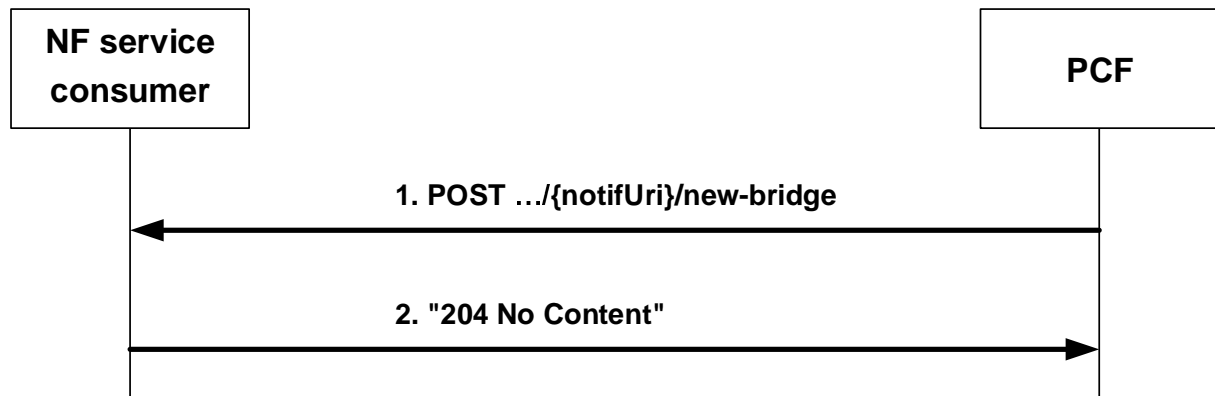 NF service
consumer
PCF
1. POST …/{notifUri}/new-bridge
2. "204 No Content"